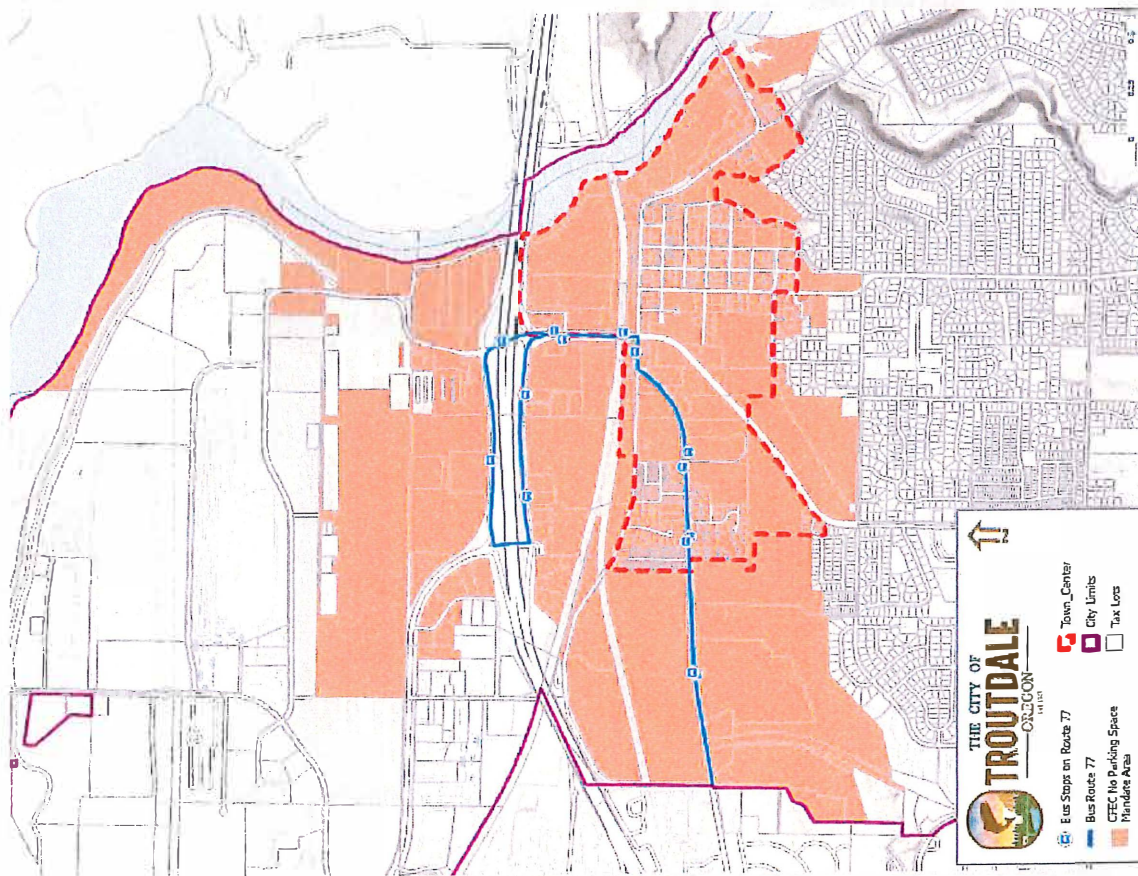 THE CITY OF
TROUTDALE
OREGON
Bus Stops on Route 77
Bus Route 77
CFEC No Parking Space
Mandate Area
Town_Center
City Limits
Tax Lots
N